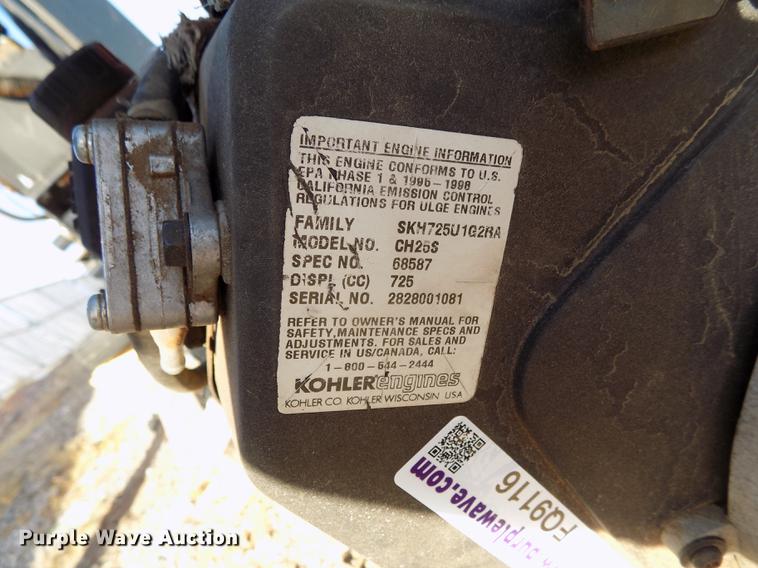 IMPORTANT ENGINE INFORMATION
THIS ENGINE CONFORMS TO U.S.
EPA PHASE 1 & 1995-1998
CALIFORNIA EMISSION CONTROL
REGULATIONS FOR ULGE ENGINES
FAMILY SKH725U1G2RA
MODEL NO. CH25S
SPEC NO. 68587
DISPL (CC) 725
SERIAL NO. 2828001081
REFER TO OWNER'S MANUAL FOR
SAFETY, MAINTENANCE SPECS AND
ADJUSTMENTS. FOR SALES AND
SERVICE IN US/CANADA, CALL:
1-800-544-2444
KOHLER engines
KOHLER CO. KOHLER WISCONSIN USA
.purplewave.com
FQ9116
Purple Wave Auction
purplewave.com